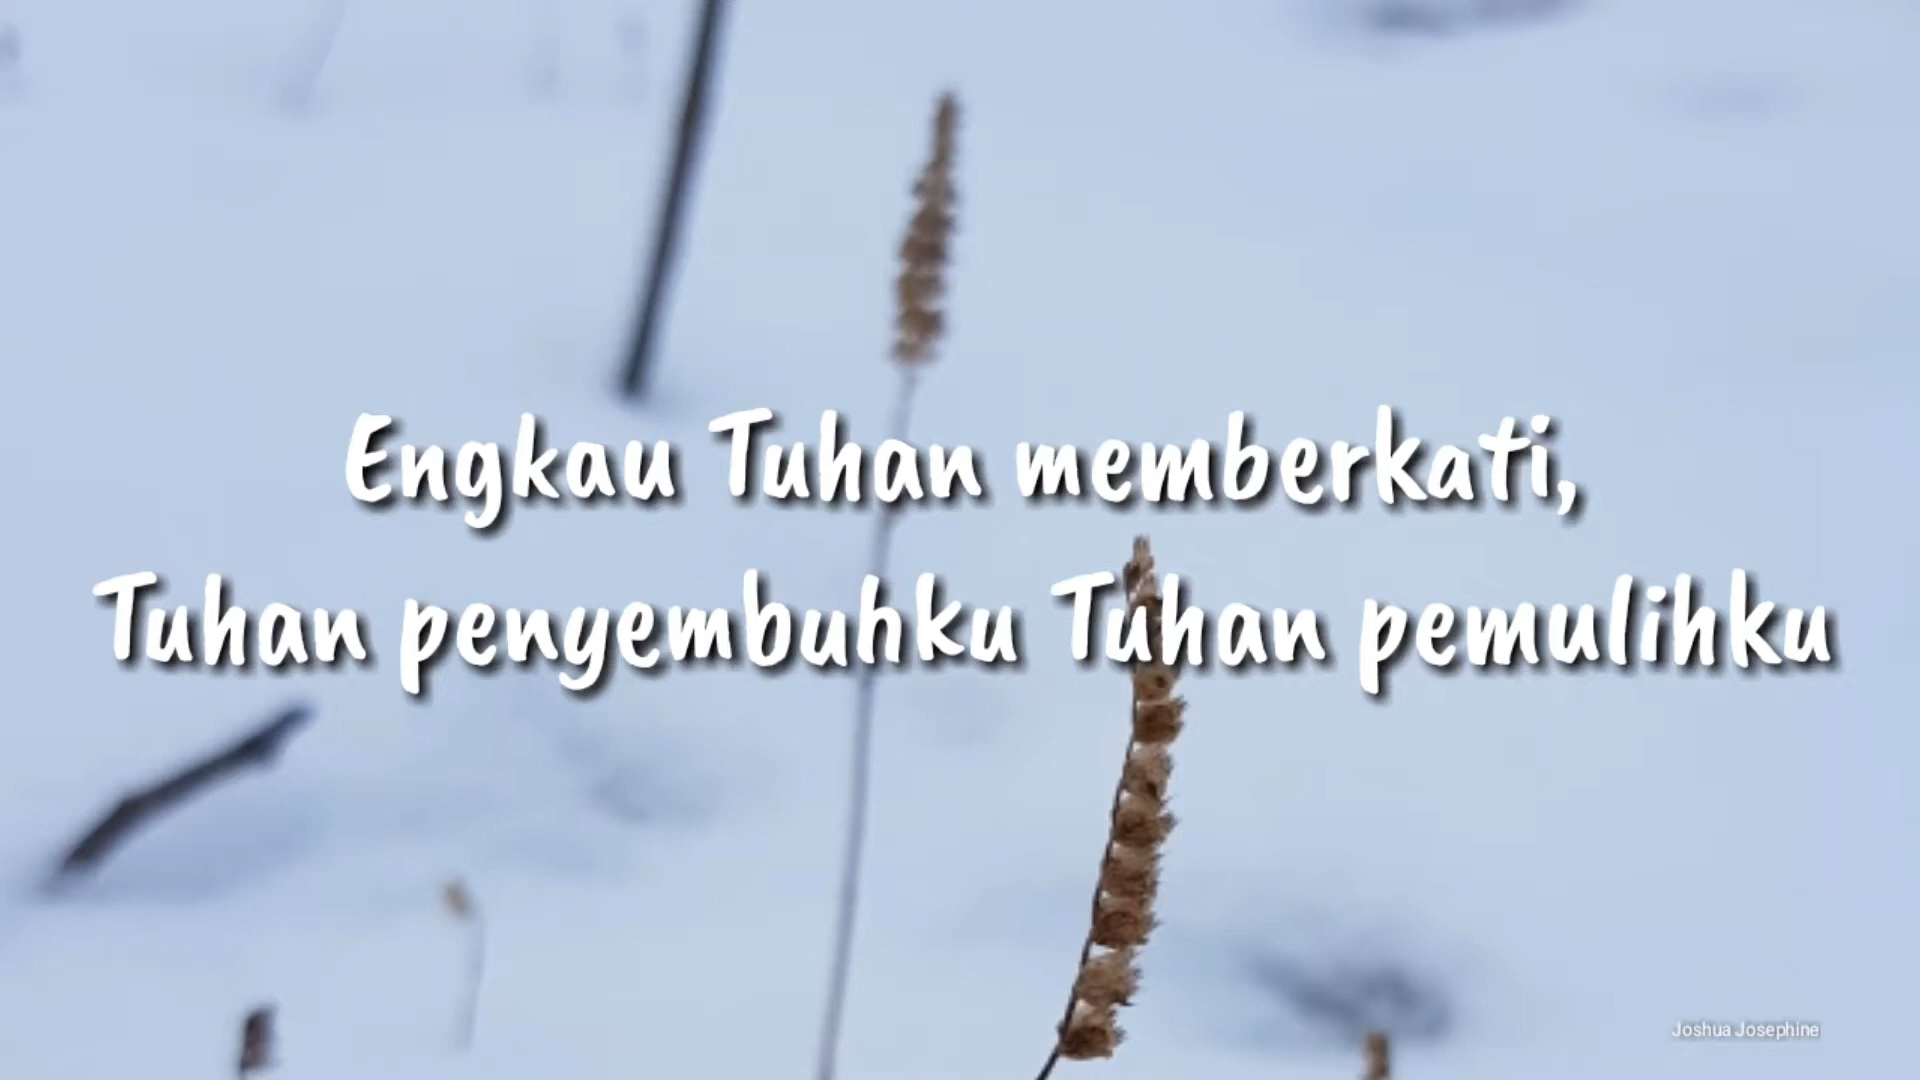 Engkau Tuhan memberkati,
Tuhan penyembuhku Tuhan pemulihku
Joshua Josephine